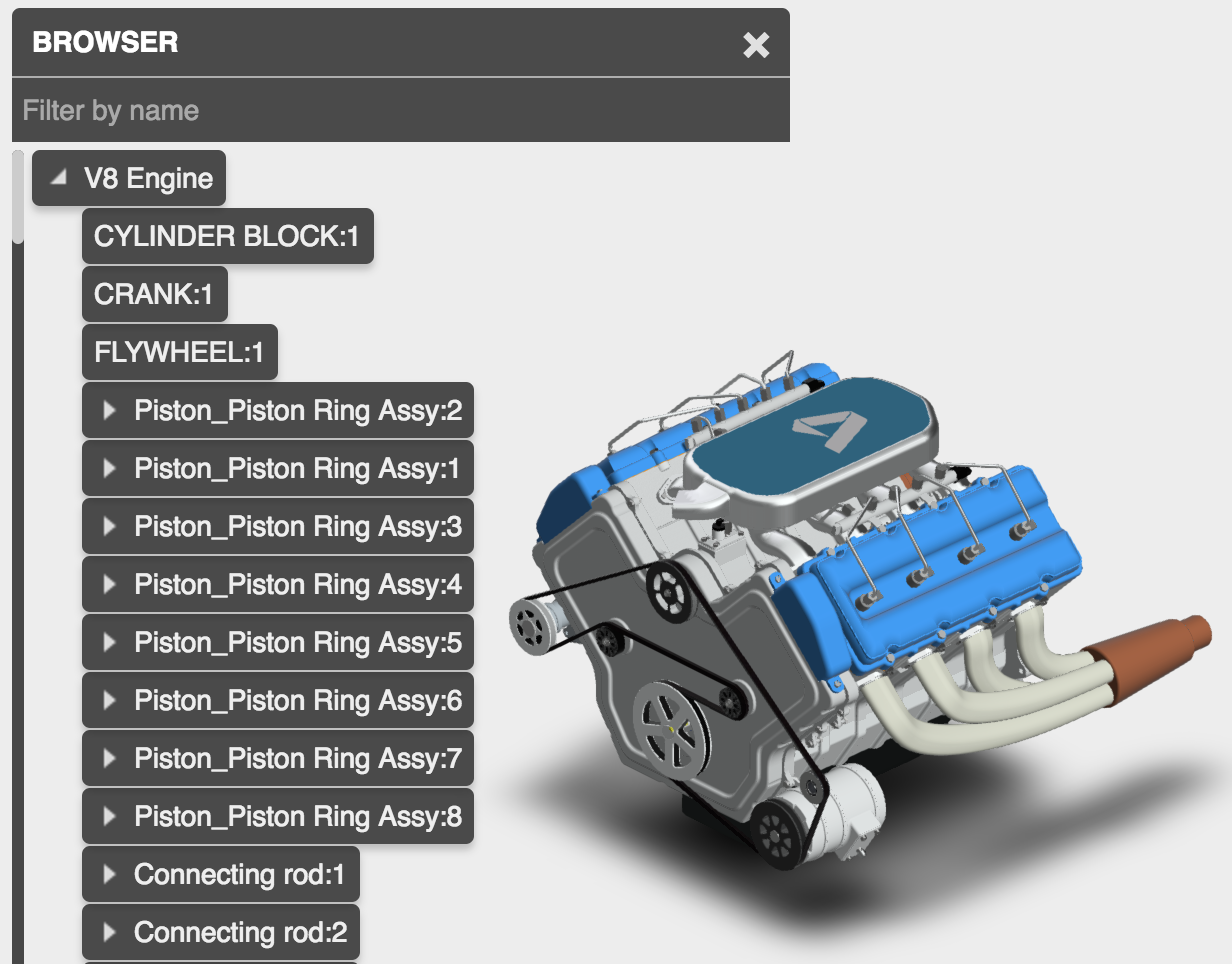 BROWSER
Filter by name
V8 Engine
CYLINDER BLOCK:1
CRANK:1
FLYWHEEL:1
Piston_Piston Ring Assy:2
Piston_Piston Ring Assy:1
Piston_Piston Ring Assy:3
Piston_Piston Ring Assy:4
Piston_Piston Ring Assy:5
Piston_Piston Ring Assy:6
Piston_Piston Ring Assy:7
Piston_Piston Ring Assy:8
Connecting rod:1
Connecting rod:2